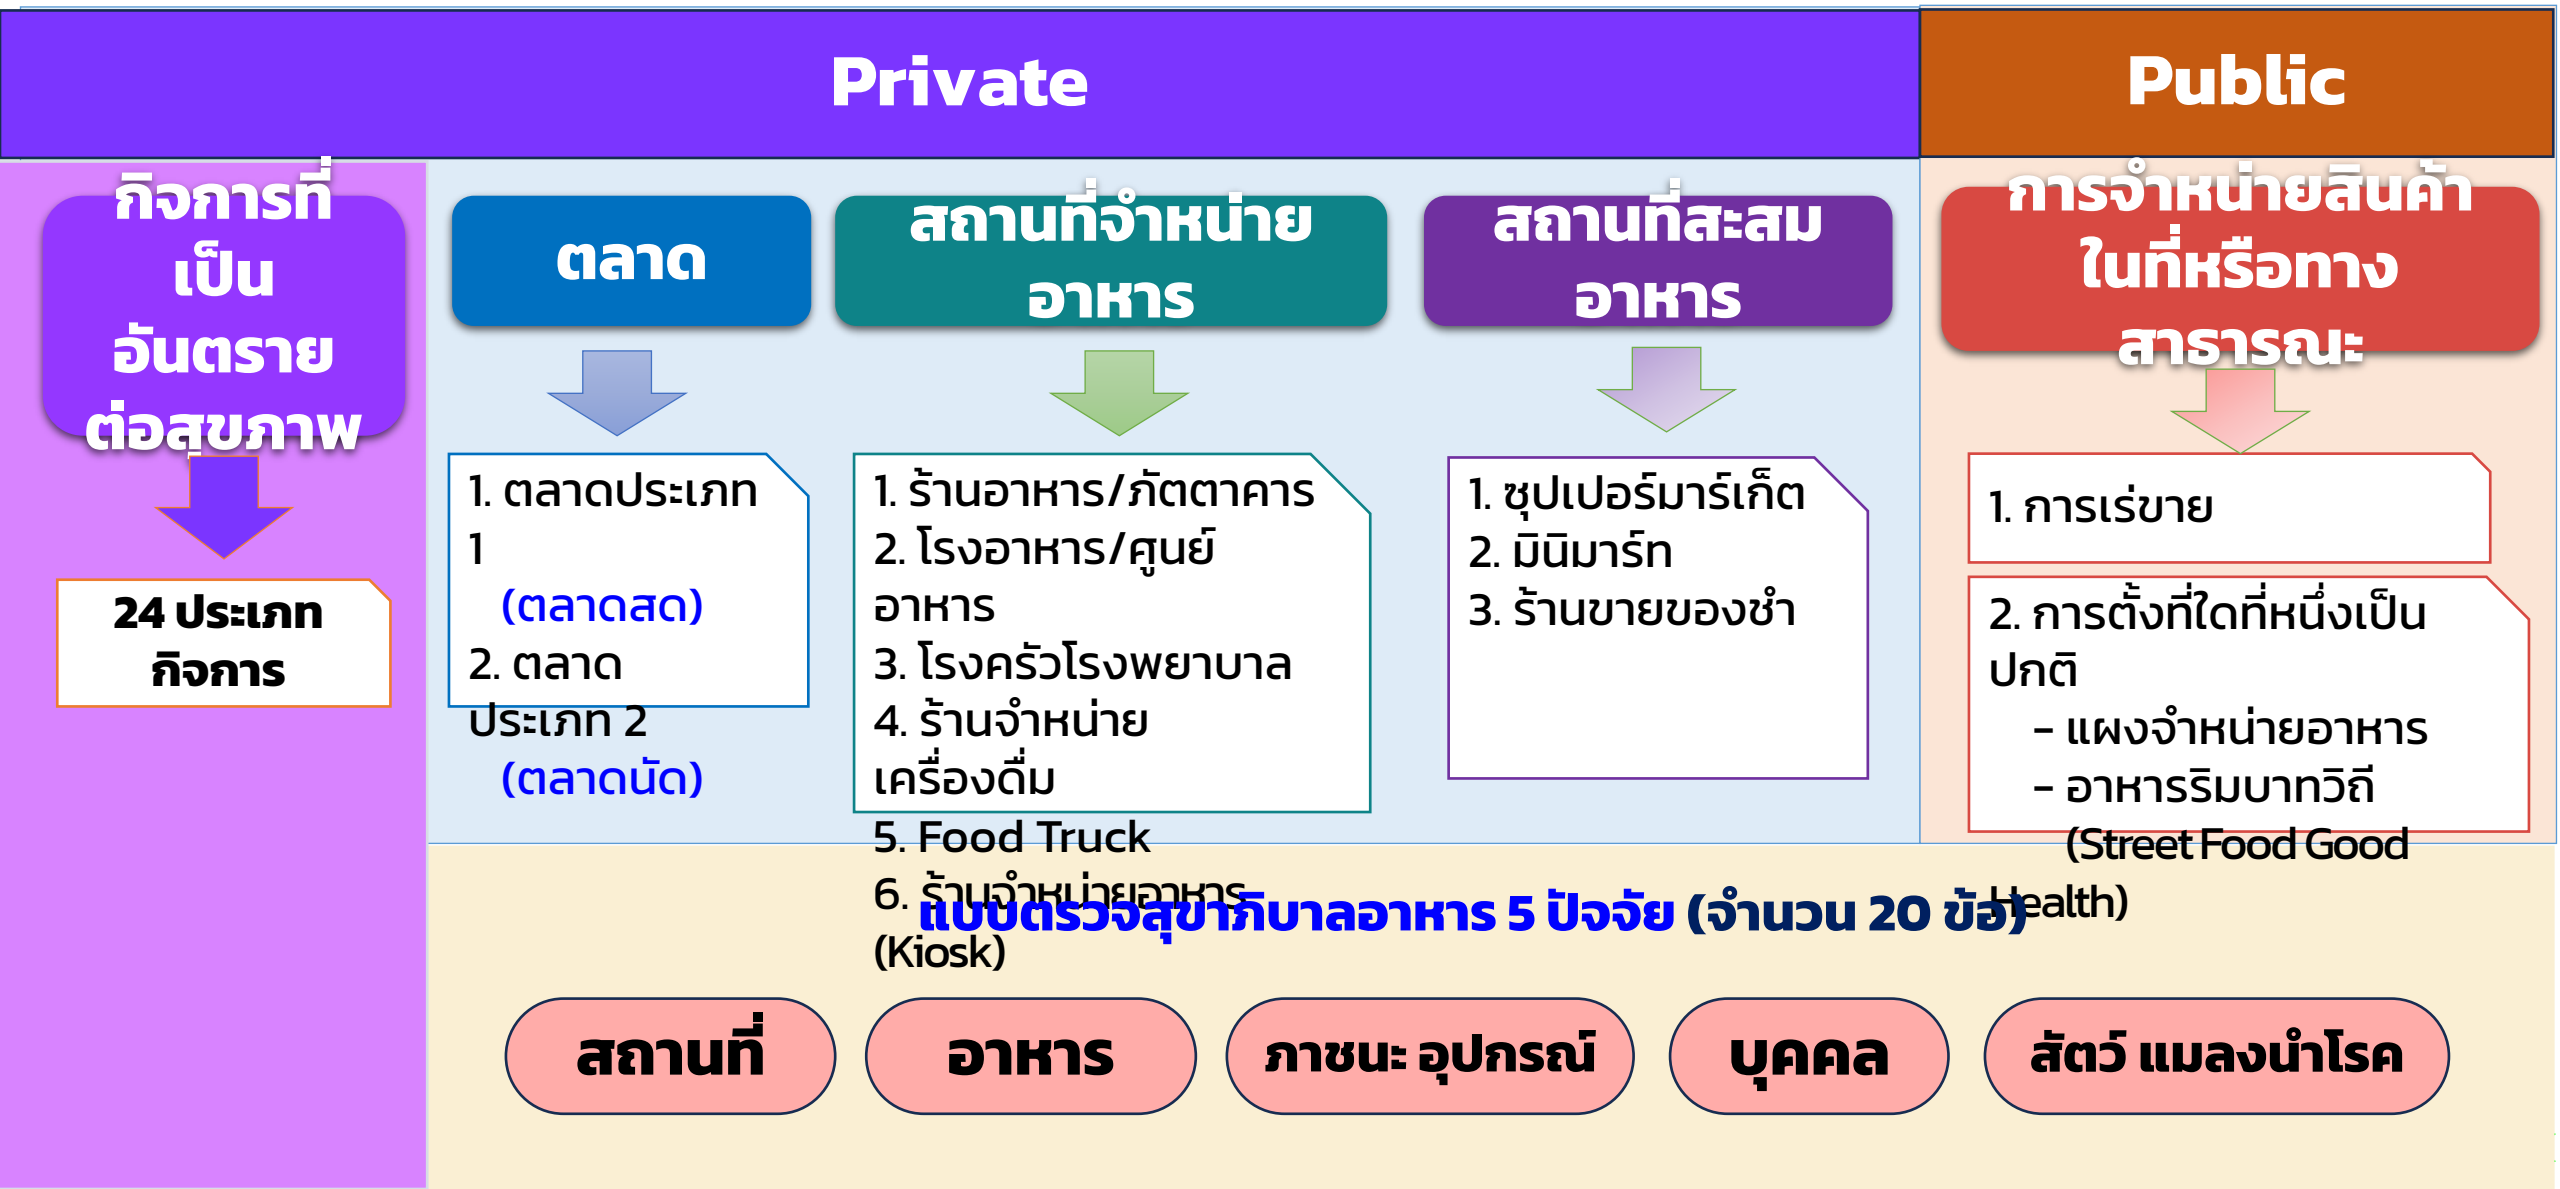 Private
Public
กิจการที่
เป็น
อันตราย
ต่อสุขภาพ
24 ประเภท
กิจการ
ตลาด
1. ตลาดประเภท
1
(ตลาดสด)
2. ตลาด
ประเภท 2
(ตลาดนัด)
สถานที่จำหน่าย
อาหาร
1. ร้านอาหาร/ภัตตาคาร
2. โรงอาหาร/ศูนย์
อาหาร
3. โรงครัวโรงพยาบาล
4. ร้านจำหน่าย
เครื่องดื่ม
5. Food Truck
6. ร้านจำหน่ายอาหาร
(Kiosk)
สถานที่สะสม
อาหาร
1. ซุปเปอร์มาร์เก็ต
2. มินิมาร์ท
3. ร้านขายของชำ
การจำหน่ายสินค้า
ในที่หรือทาง
สาธารณะ
1. การเร่ขาย
2. การตั้งที่ใดที่หนึ่งเป็น
ปกติ
- แผงจำหน่ายอาหาร
- อาหารริมบาทวิถี
(Street Food Good
Health)
แบบตรวจสุขาภิบาลอาหาร 5 ปัจจัย (จำนวน 20 ข้อ)
สถานที่
อาหาร
ภาชนะ อุปกรณ์
บุคคล
สัตว์ แมลงนำโรค